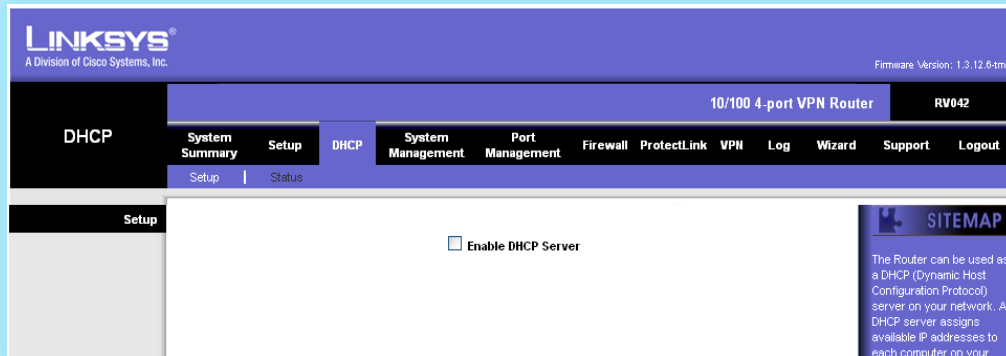 LINKSYS®
A Division of Cisco Systems, Inc.
Firmware Version: 1.3.12.6-tm
10/100 4-port VPN Router RV042
DHCP
System Summary Setup DHCP System Management Port Management Firewall ProtectLink VPN Log Wizard Support Logout
Setup | Status
Setup
Enable DHCP Server
SITEMAP
The Router can be used as
a DHCP (Dynamic Host
Configuration Protocol)
server on your network. A
DHCP server assigns
available IP addresses to
each computer on your